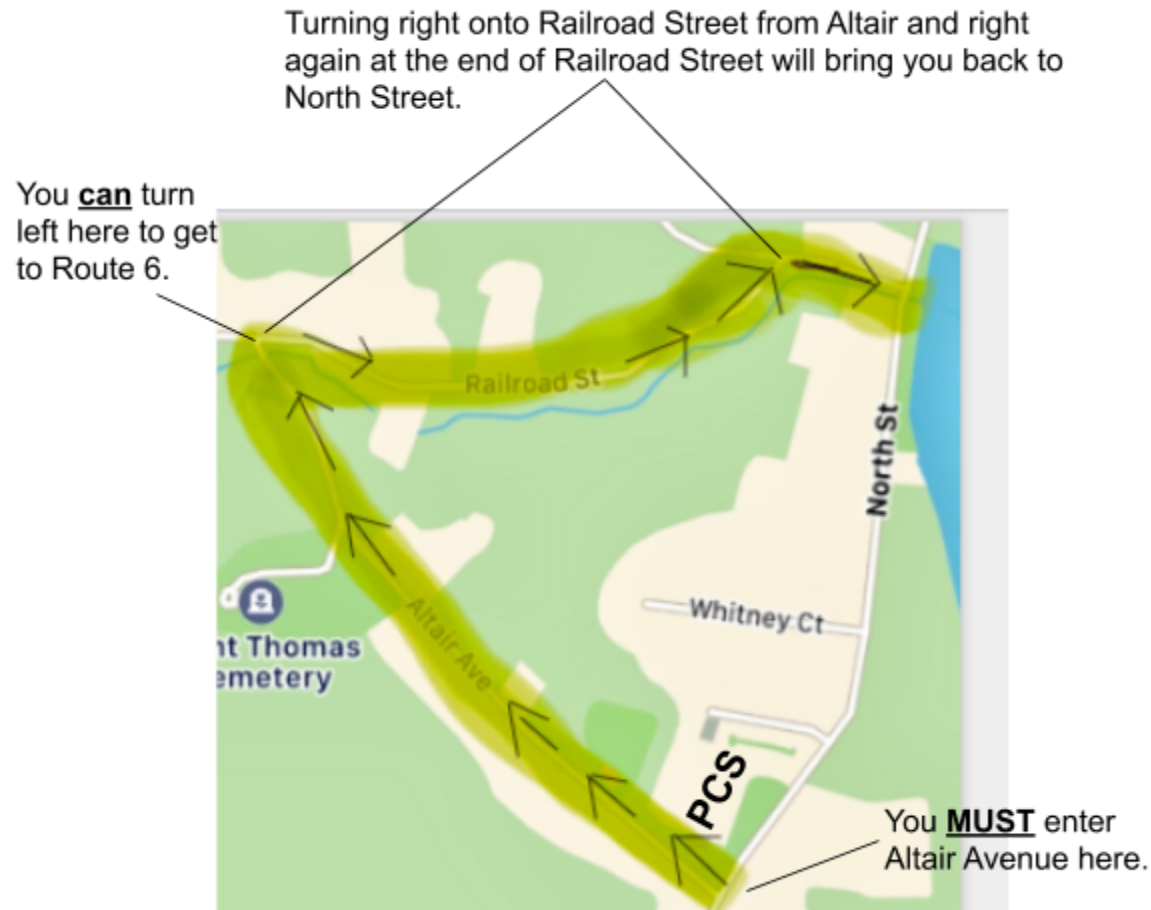 Turning right onto Railroad Street from Altair and right
again at the end of Railroad Street will bring you back to
North Street.
You can turn
left here to get
to Route 6.
Railroad St
North St
Altair Ave
Whitney Ct
nt Thomas
emetery
PCS
You MUST enter
Altair Avenue here.